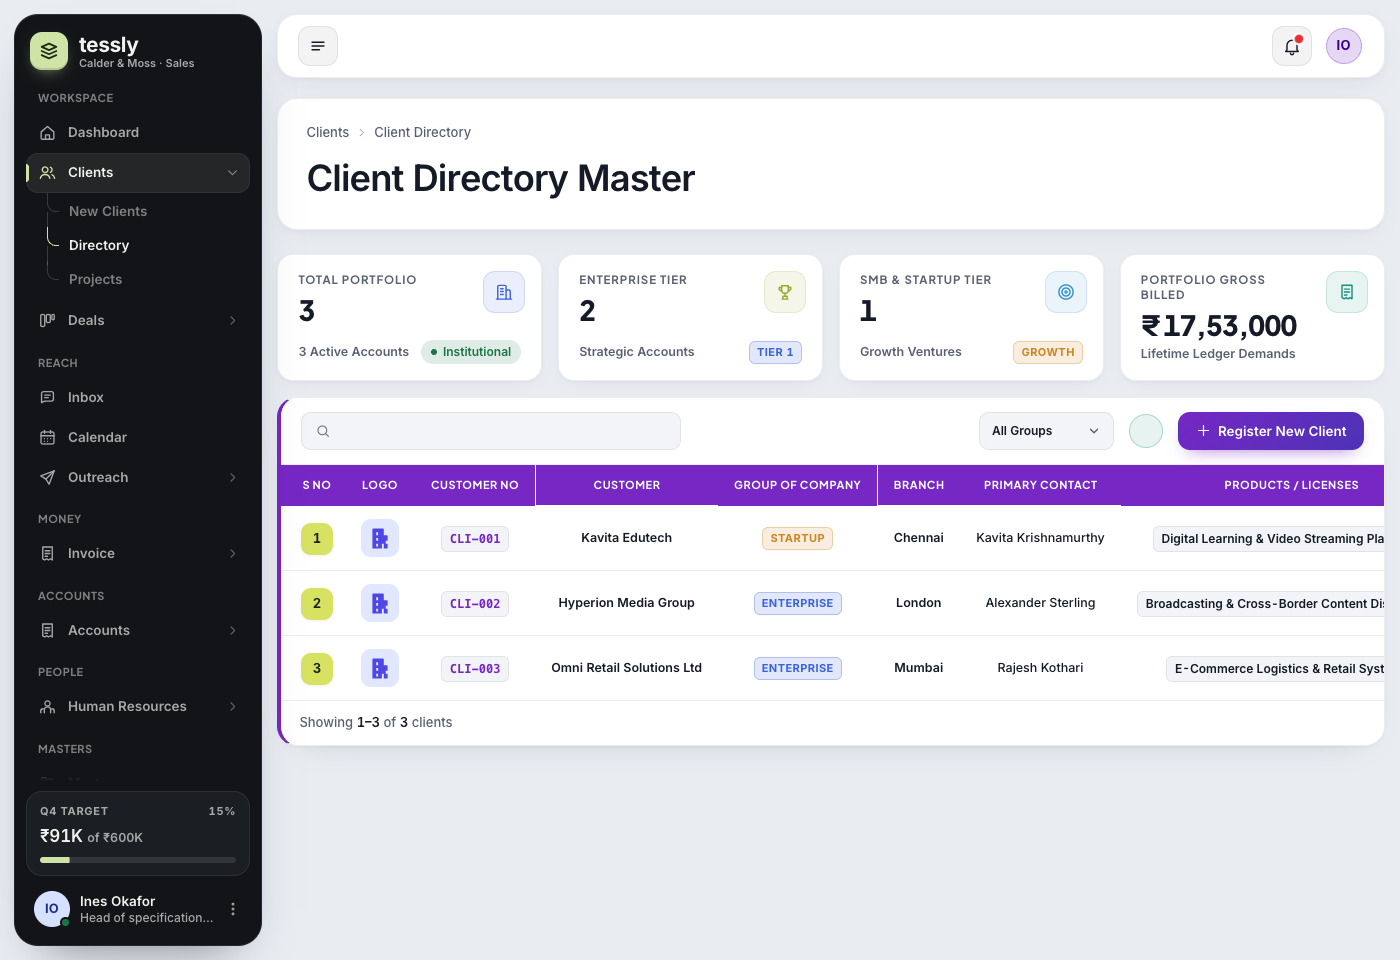 tessly
Calder & Moss · Sales
WORKSPACE
Dashboard
Clients
New Clients
Directory
Projects
Deals
REACH
Inbox
Calendar
Outreach
MONEY
Invoice
ACCOUNTS
Accounts
PEOPLE
Human Resources
MASTERS
Q4 TARGET 15%
₹91K of ₹600K
IO
Ines Okafor
Head of specification...
IO
Clients > Client Directory
Client Directory Master
TOTAL PORTFOLIO
3
3 Active Accounts • Institutional
ENTERPRISE TIER
2
Strategic Accounts TIER 1
SMB & STARTUP TIER
1
Growth Ventures GROWTH
PORTFOLIO GROSS
BILLED
₹17,53,000
Lifetime Ledger Demands
All Groups + Register New Client
S NO LOGO CUSTOMER NO CUSTOMER GROUP OF COMPANY BRANCH PRIMARY CONTACT PRODUCTS / LICENSES
1 CLI-001 Kavita Edutech STARTUP Chennai Kavita Krishnamurthy Digital Learning & Video Streaming Pla
2 CLI-002 Hyperion Media Group ENTERPRISE London Alexander Sterling Broadcasting & Cross-Border Content Dis
3 CLI-003 Omni Retail Solutions Ltd ENTERPRISE Mumbai Rajesh Kothari E-Commerce Logistics & Retail Syst
Showing 1–3 of 3 clients